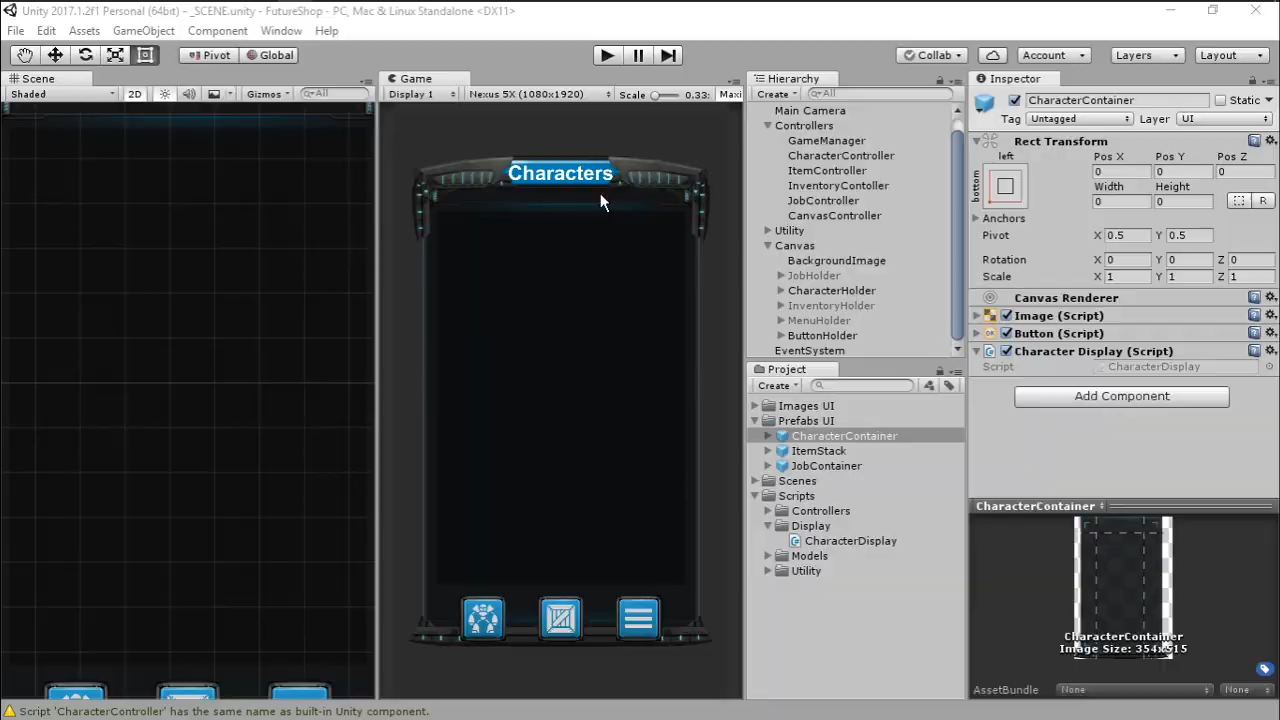 Unity 2017.1.2f1 Personal (64bit) - _SCENE.unity - FutureShop - PC, Mac & Linux Standalone <DX11>
File Edit Assets GameObject Component Window Help
Pivot Global Collab Account Layers Layout
Scene
Shaded 2D Gizmos All
Game
Display 1 Nexus 5X (1080x1920) Scale 0.33: Maxi
Characters
Hierarchy
Create All
Main Camera
Controllers
GameManager
CharacterController
ItemController
InventoryContoller
JobController
CanvasController
Utility
Canvas
BackgroundImage
JobHolder
CharacterHolder
InventoryHolder
MenuHolder
ButtonHolder
EventSystem
Project
Create
Images UI
Prefabs UI
CharacterContainer
ItemStack
JobContainer
Scenes
Scripts
Controllers
Display
CharacterDisplay
Models
Utility
Inspector
CharacterContainer Static
Tag Untagged Layer UI
Rect Transform
left Pos X Pos Y Pos Z
bottom 0 0 0
Width Height
0 0 R
Anchors
Pivot X 0.5 Y 0.5
Rotation X 0 Y 0 Z 0
Scale X 1 Y 1 Z 1
Canvas Renderer
Image (Script)
Button (Script)
Character Display (Script)
Script CharacterDisplay
Add Component
CharacterContainer
CharacterContainer
Image Size: 354x515
AssetBundle None None
Script 'CharacterController' has the same name as built-in Unity component.